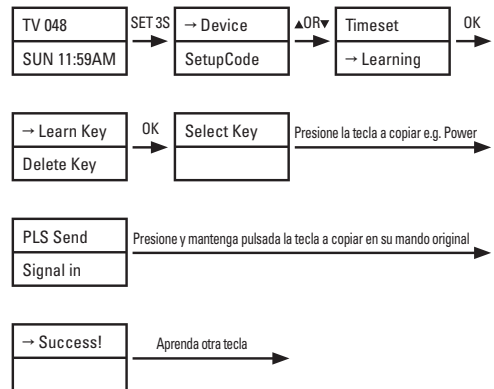 TV 048 SET 3S → Device ▲OR▼ Timeset OK
SUN 11:59AM SetupCode → Learning
→ Learn Key OK Select Key Presione la tecla a copiar e.g. Power
Delete Key
PLS Send Presione y mantenga pulsada la tecla a copiar en su mando original
Signal in
→ Success! Aprenda otra tecla